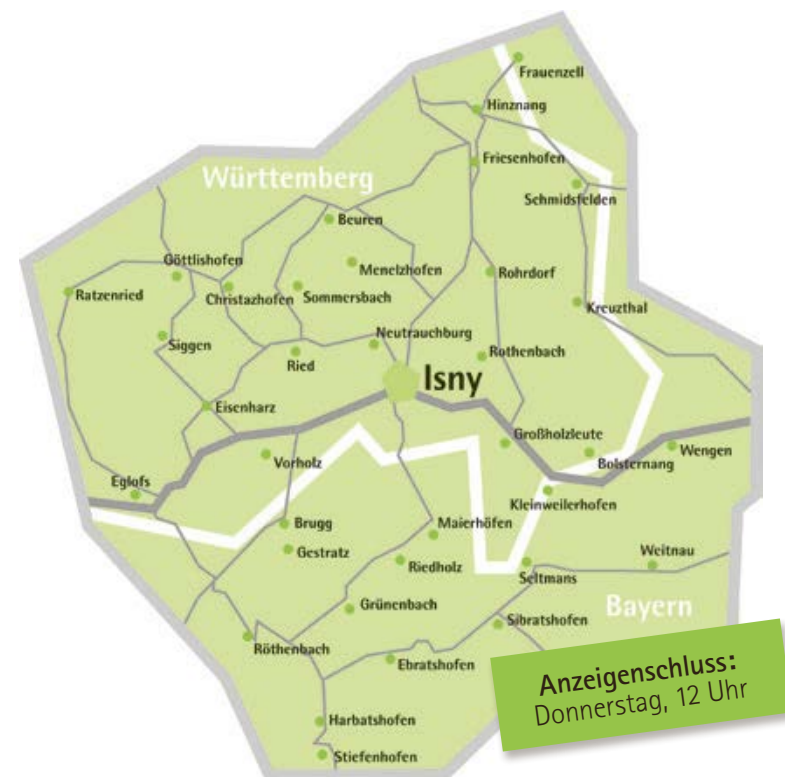 Frauenzell
Hinznang
Friesenhofen
Württemberg
Schmidsfelden
Beuren
Göttlishofen
Menelzhofen
Rohrdorf
Ratzenried
Christazhofen
Sommersbach
Kreuzthal
Siggen
Neutrauchburg
Ried
Rothenbach
Isny
Eisenharz
Großholzleute
Vorholz
Bolsternang
Wengen
Eglofs
Kleinweilerhofen
Brugg
Maierhöfen
Gestratz
Riedholz
Weitnau
Seltmans
Grünenbach
Bayern
Sibratshofen
Röthenbach
Ebratshofen
Anzeigenschluss:
Donnerstag, 12 Uhr
Harbatshofen
Stiefenhofen